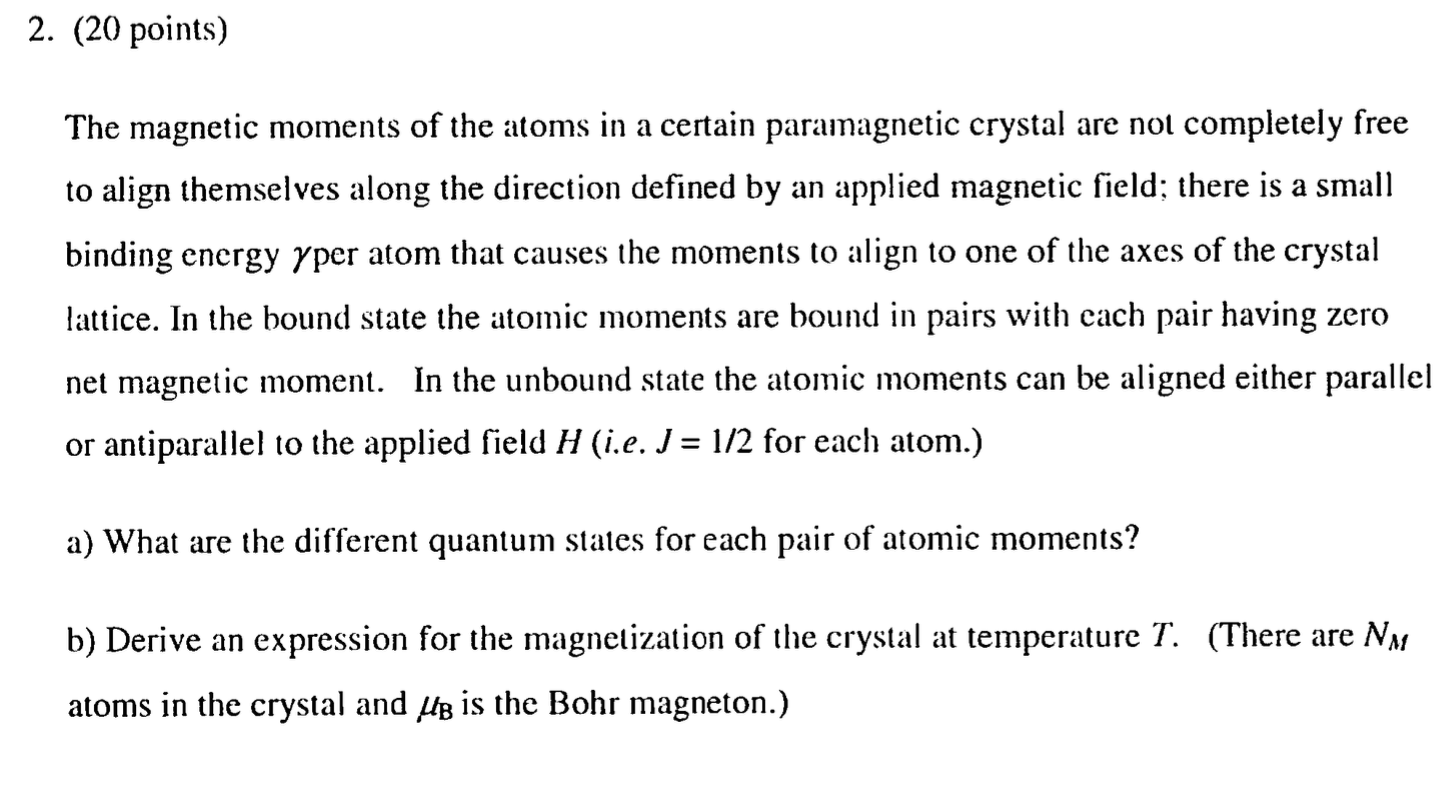 2. (20 points)
The magnetic moments of the atoms in a certain paramagnetic crystal are not completely free
to align themselves along the direction defined by an applied magnetic field; there is a small
binding energy γ per atom that causes the moments to align to one of the axes of the crystal
lattice. In the bound state the atomic moments are bound in pairs with each pair having zero
net magnetic moment. In the unbound state the atomic moments can be aligned either parallel
or antiparallel to the applied field H (i.e. J = 1/2 for each atom.)
a) What are the different quantum states for each pair of atomic moments?
b) Derive an expression for the magnetization of the crystal at temperature T. (There are N_M
atoms in the crystal and μ_B is the Bohr magneton.)